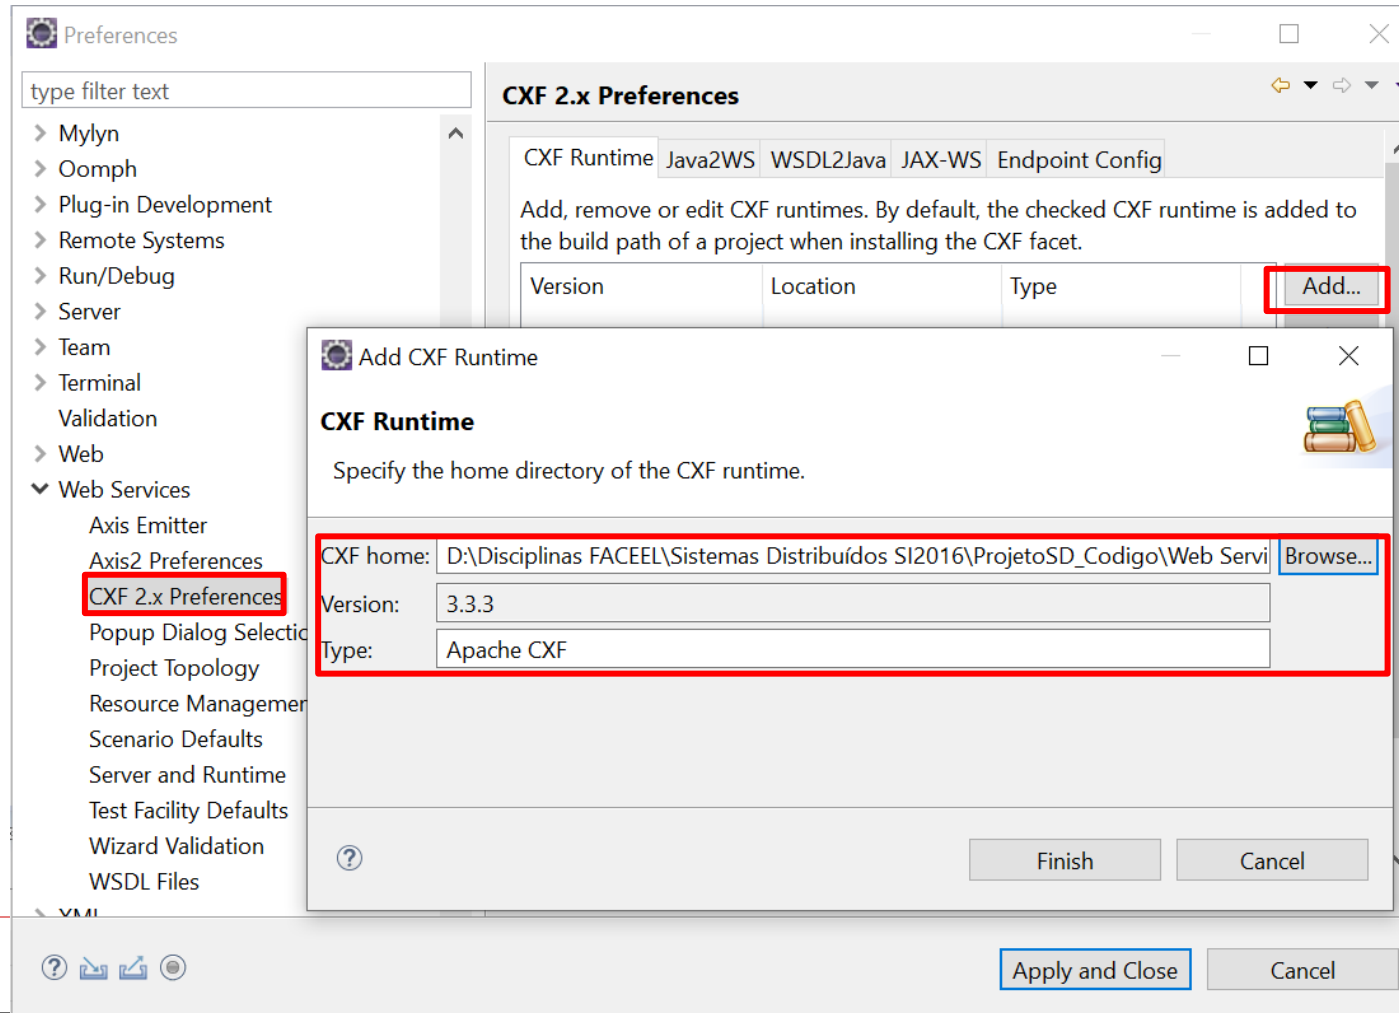 Preferences
type filter text
Mylyn
Oomph
Plug-in Development
Remote Systems
Run/Debug
Server
Team
Terminal
Validation
Web
Web Services
Axis Emitter
Axis2 Preferences
CXF 2.x Preferences
Popup Dialog Selectio
Project Topology
Resource Managemer
Scenario Defaults
Server and Runtime
Test Facility Defaults
Wizard Validation
WSDL Files
XML
CXF 2.x Preferences
CXF Runtime Java2WS WSDL2Java JAX-WS Endpoint Config
Add, remove or edit CXF runtimes. By default, the checked CXF runtime is added to
the build path of a project when installing the CXF facet.
Version Location Type Add...
Add CXF Runtime
CXF Runtime
Specify the home directory of the CXF runtime.
CXF home: D:\Disciplinas FACEEL\Sistemas Distribuídos SI2016\ProjetoSD_Codigo\Web Servi Browse...
Version: 3.3.3
Type: Apache CXF
Finish Cancel
Apply and Close Cancel